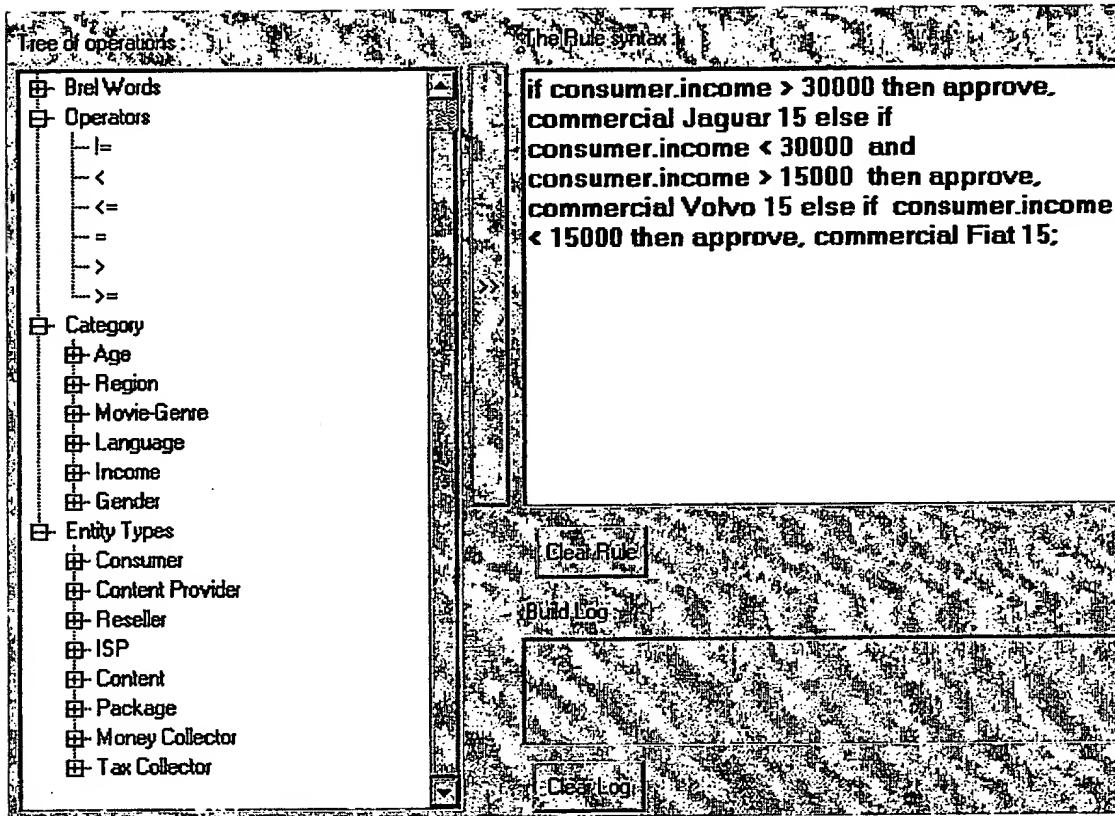 Tree of operations :
Brel Words
Operators
!=
<
<=
=
>
>=
Category
Age
Region
Movie-Genre
Language
Income
Gender
Entity Types
Consumer
Content Provider
Reseller
ISP
Content
Package
Money Collector
Tax Collector
>>
The Rule syntax :
if consumer.income > 30000 then approve,
commercial Jaguar 15 else if
consumer.income < 30000 and
consumer.income > 15000 then approve,
commercial Volvo 15 else if consumer.income
< 15000 then approve, commercial Fiat 15;
Clear Rule
Build Log
Clear Log